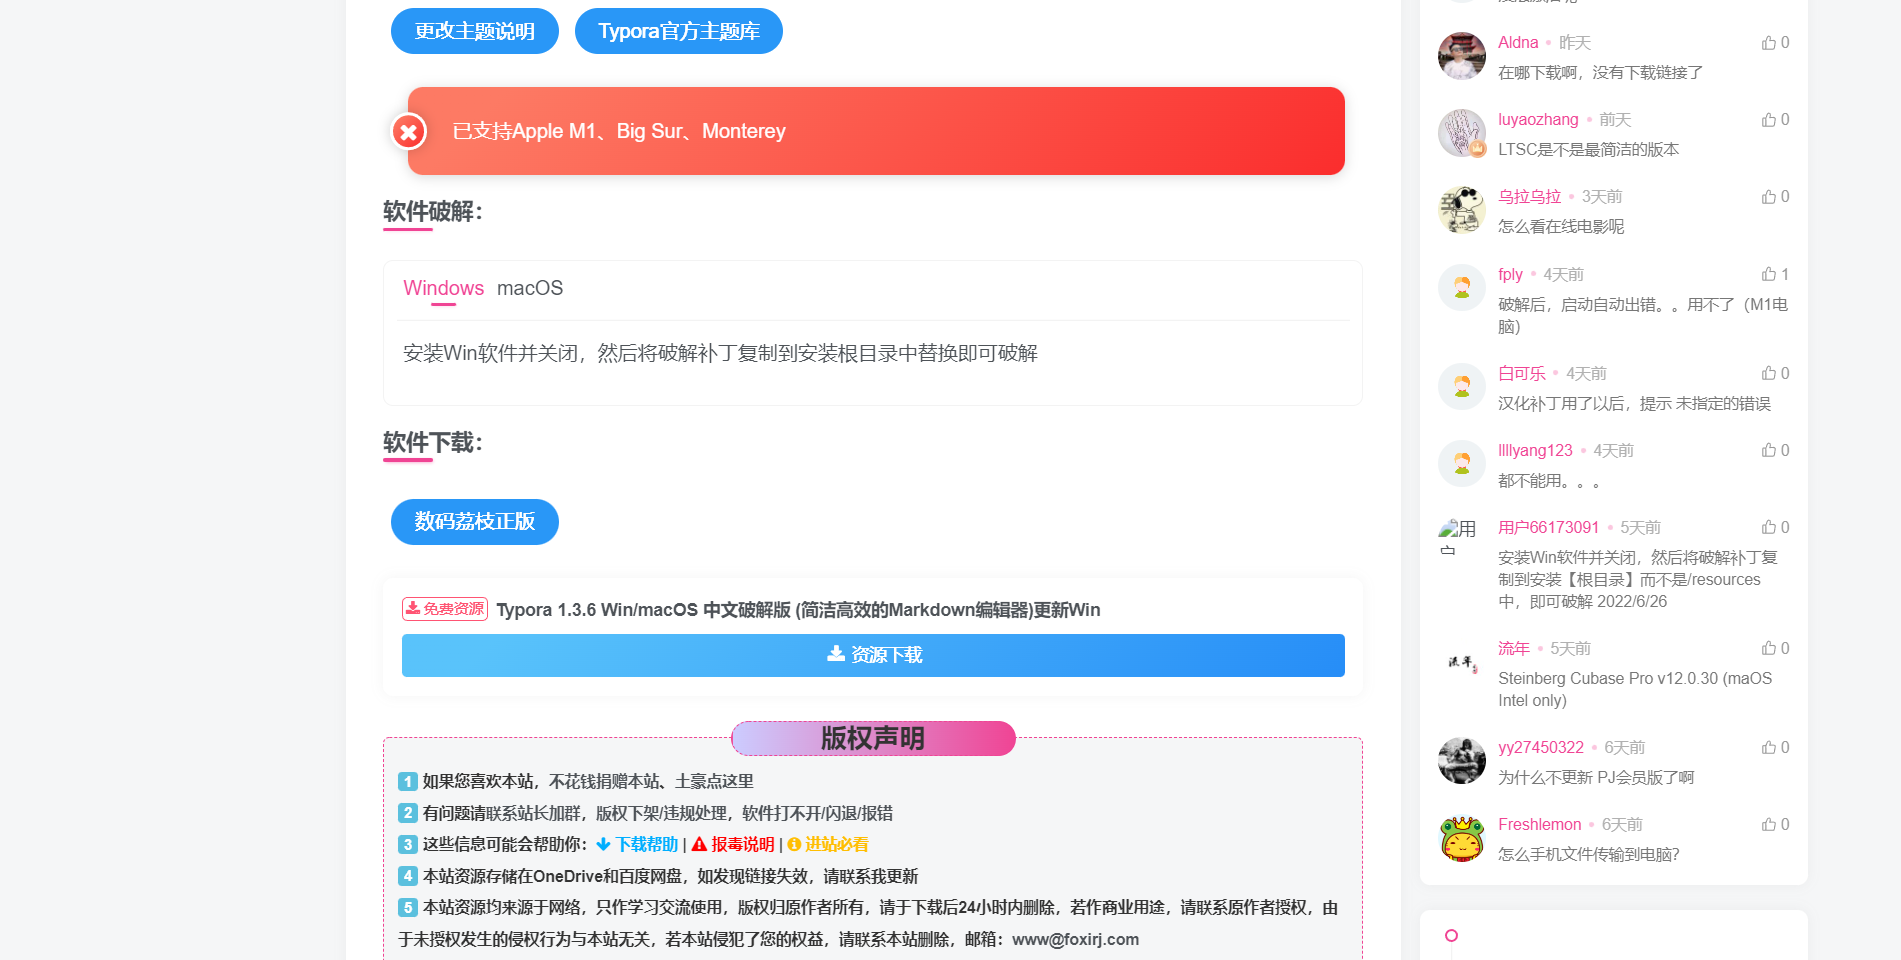 更改主题说明
Typora官方主题库
已支持Apple M1、Big Sur、Monterey
软件破解：
Windows macOS
安装Win软件并关闭，然后将破解补丁复制到安装根目录中替换即可破解
软件下载：
数码荔枝正版
免费资源 Typora 1.3.6 Win/macOS 中文破解版 (简洁高效的Markdown编辑器)更新Win
资源下载
版权声明
1 如果您喜欢本站，不花钱捐赠本站、土豪点这里
2 有问题请联系站长加群，版权下架/违规处理，软件打不开/闪退/报错
3 这些信息可能会帮助你： 下载帮助 | 报毒说明 | 进站必看
4 本站资源存储在OneDrive和百度网盘，如发现链接失效，请联系我更新
5 本站资源均来源于网络，只作学习交流使用，版权归原作者所有，请于下载后24小时内删除，若作商业用途，请联系原作者授权，由
于未授权发生的侵权行为与本站无关，若本站侵犯了您的权益，请联系本站删除，邮箱：www@foxirj.com
Aldna 昨天 0
在哪下载啊，没有下载链接了
luyaozhang 前天 0
LTSC是不是最简洁的版本
乌拉乌拉 3天前 0
怎么看在线电影呢
fply 4天前 1
破解后，启动自动出错。。用不了（M1电
脑）
白可乐 4天前 0
汉化补丁用了以后，提示 未指定的错误
llllyang123 4天前 0
都不能用。。。
用户66173091 5天前 0
安装Win软件并关闭，然后将破解补丁复
制到安装【根目录】而不是/resources
中，即可破解 2022/6/26
流年 5天前 0
Steinberg Cubase Pro v12.0.30 (maOS
Intel only)
yy27450322 6天前 0
为什么不更新 PJ会员版了啊
Freshlemon 6天前 0
怎么手机文件传输到电脑？